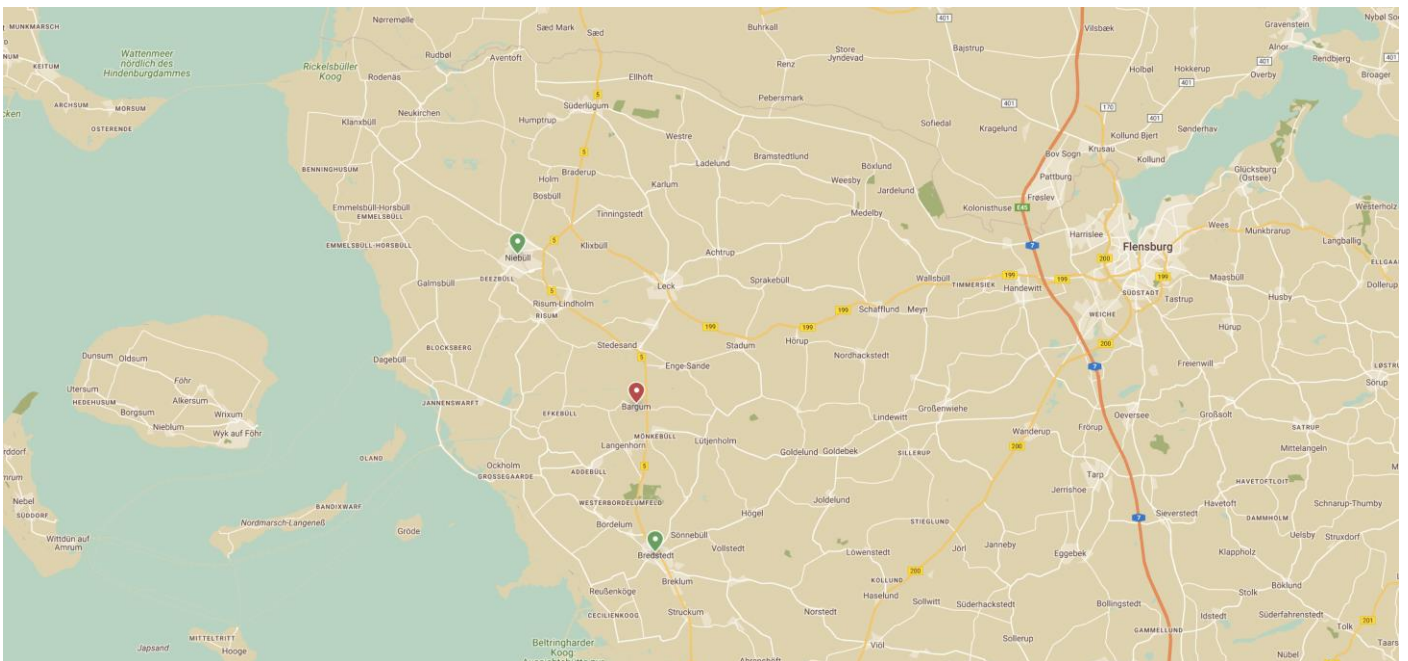 MUNKMARSCH
KEITUM
ARCHSUM
MORSUM
OSTERENDE
Wattenmeer
nördlich des
Hindenburgdammes
Rickelsbüller
Koog
Nørremølle
Rudbøl
Aventoft
Rodenäs
Sæd Mark
Sæd
Buhrkall
Renz
Store
Jyndevad
Bajstrup
401
Vilsbæk
Gravenstein
Alnor
Rendbjerg
401
Broager
Holbøl
Hokkerup
401
Overby
401
Nybøl
Ellhöft
Pebersmark
5
Süderlügum
Neukirchen
Klanxbüll
Humptrup
Westre
Sofiedal
401
Kragelund
170
401
Kollund Bjert
Sønderhav
Bov Sogn
Krusau
Kollund
5
BENNINGHUSUM
Holm
Braderup
Bosbüll
Ladelund
Bramstedtlund
Karlum
Böxlund
Weesby
Jardelund
Pattburg
Frøslev
Glücksburg
(Ostsee)
Emmelsbüll-Horsbüll
EMMELSBÜLL
Tinningstedt
Medelby
Kolonisthuse
E45
Westerholz
EMMELSBÜLL-HORSBÜLL
5
Klixbüll
Achtrup
7
Harrislee
Flensburg
Wees
Munkbrarup
Langballig
Niebüll
200
DEEZBÜLL
Galmsbüll
Leck
Sprakebüll
Wallsbüll
TIMMERSIEK
199
Handewitt
199
199
Maasbüll
Dollerup
5
SÜDSTADT
Tastrup
Husby
Risum-Lindholm
RISUM
199
Schafflund
Meyn
WEICHE
199
199
Hörup
Hürup
BLOCKSBERG
Stedesand
Stadum
200
5
Dagebüll
Enge-Sande
Nordhackstedt
7
Freienwill
Dunsum
Oldsum
Föhr
Utersum
HEDEHUSUM
Alkersum
Borgsum
Wrixum
Nieblum
Wyk auf Föhr
JANNENSWARFT
EFKEBÜLL
Bargum
Großenwiehe
Lindewitt
Oeversee
Großsolt
Sörup
SATRUP
MÖNKEBÜLL
Langenhorn
Lütjenholm
Wanderup
Frörup
200
Goldelund
Goldebek
SILLERUP
Mittelangeln
OLAND
Ockholm
GROSSEGAARDE
ADDEBÜLL
5
Tarp
Jerrishoe
HAVETOFTLOIT
Nebel
SÜDDORF
BANDIXWARF
Nordmarsch-Langeneß
WESTERBORDELUMFELD
Joldelund
Högel
Havetoft
Schnarup-Thumby
Gröde
Bordelum
STIEGLUND
7
Sieverstedt
DAMMHOLM
Wittdün auf
Amrum
Sönnebüll
Vollstedt
Bredstedt
Jörl
Janneby
Uelsby
Struxdorf
Löwenstedt
Eggebek
Klappholz
200
Breklum
KOLLUND
Böklund
Reußenköge
Haselund
Sollwitt
Süderhackstedt
Bollingstedt
Stolk
CECILIENKOOG
Struckum
Norstedt
Idstedt
Süderfahrenstedt
201
Tolk
MITTELTRITT
Japsand
Hooge
Beltringharder
Koog
Viöl
Sollerup
GAMMELLUND
Nübel